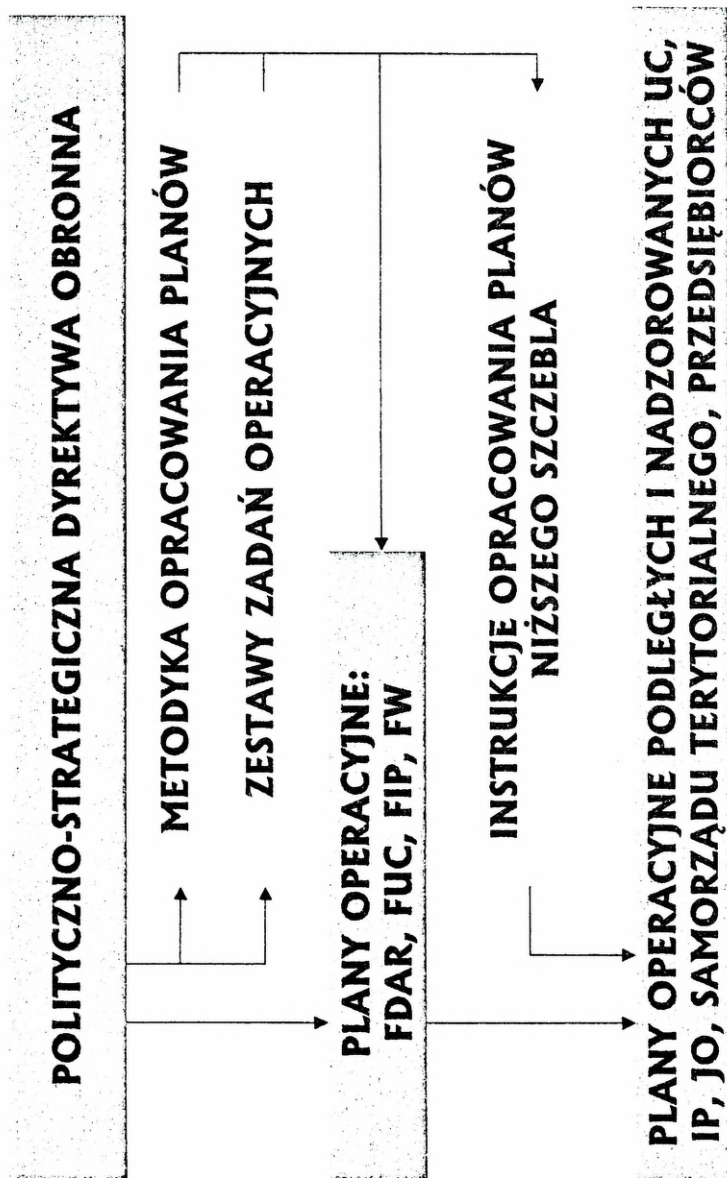 POLITYCZNO-STRATEGICZNA DYREKTYWA OBRONNA
METODYKA OPRACOWANIA PLANÓW
ZESTAWY ZADAŃ OPERACYJNYCH
PLANY OPERACYJNE:
FDAR, FUC, FIP, FW
INSTRUKCJE OPRACOWANIA PLANÓW
NIŻSZEGO SZCZEBLA
PLANY OPERACYJNE PODLEGŁYCH I NADZOROWANYCH UC,
IP, JO, SAMORZĄDU TERYTORIALNEGO, PRZEDSIĘBIORCÓW